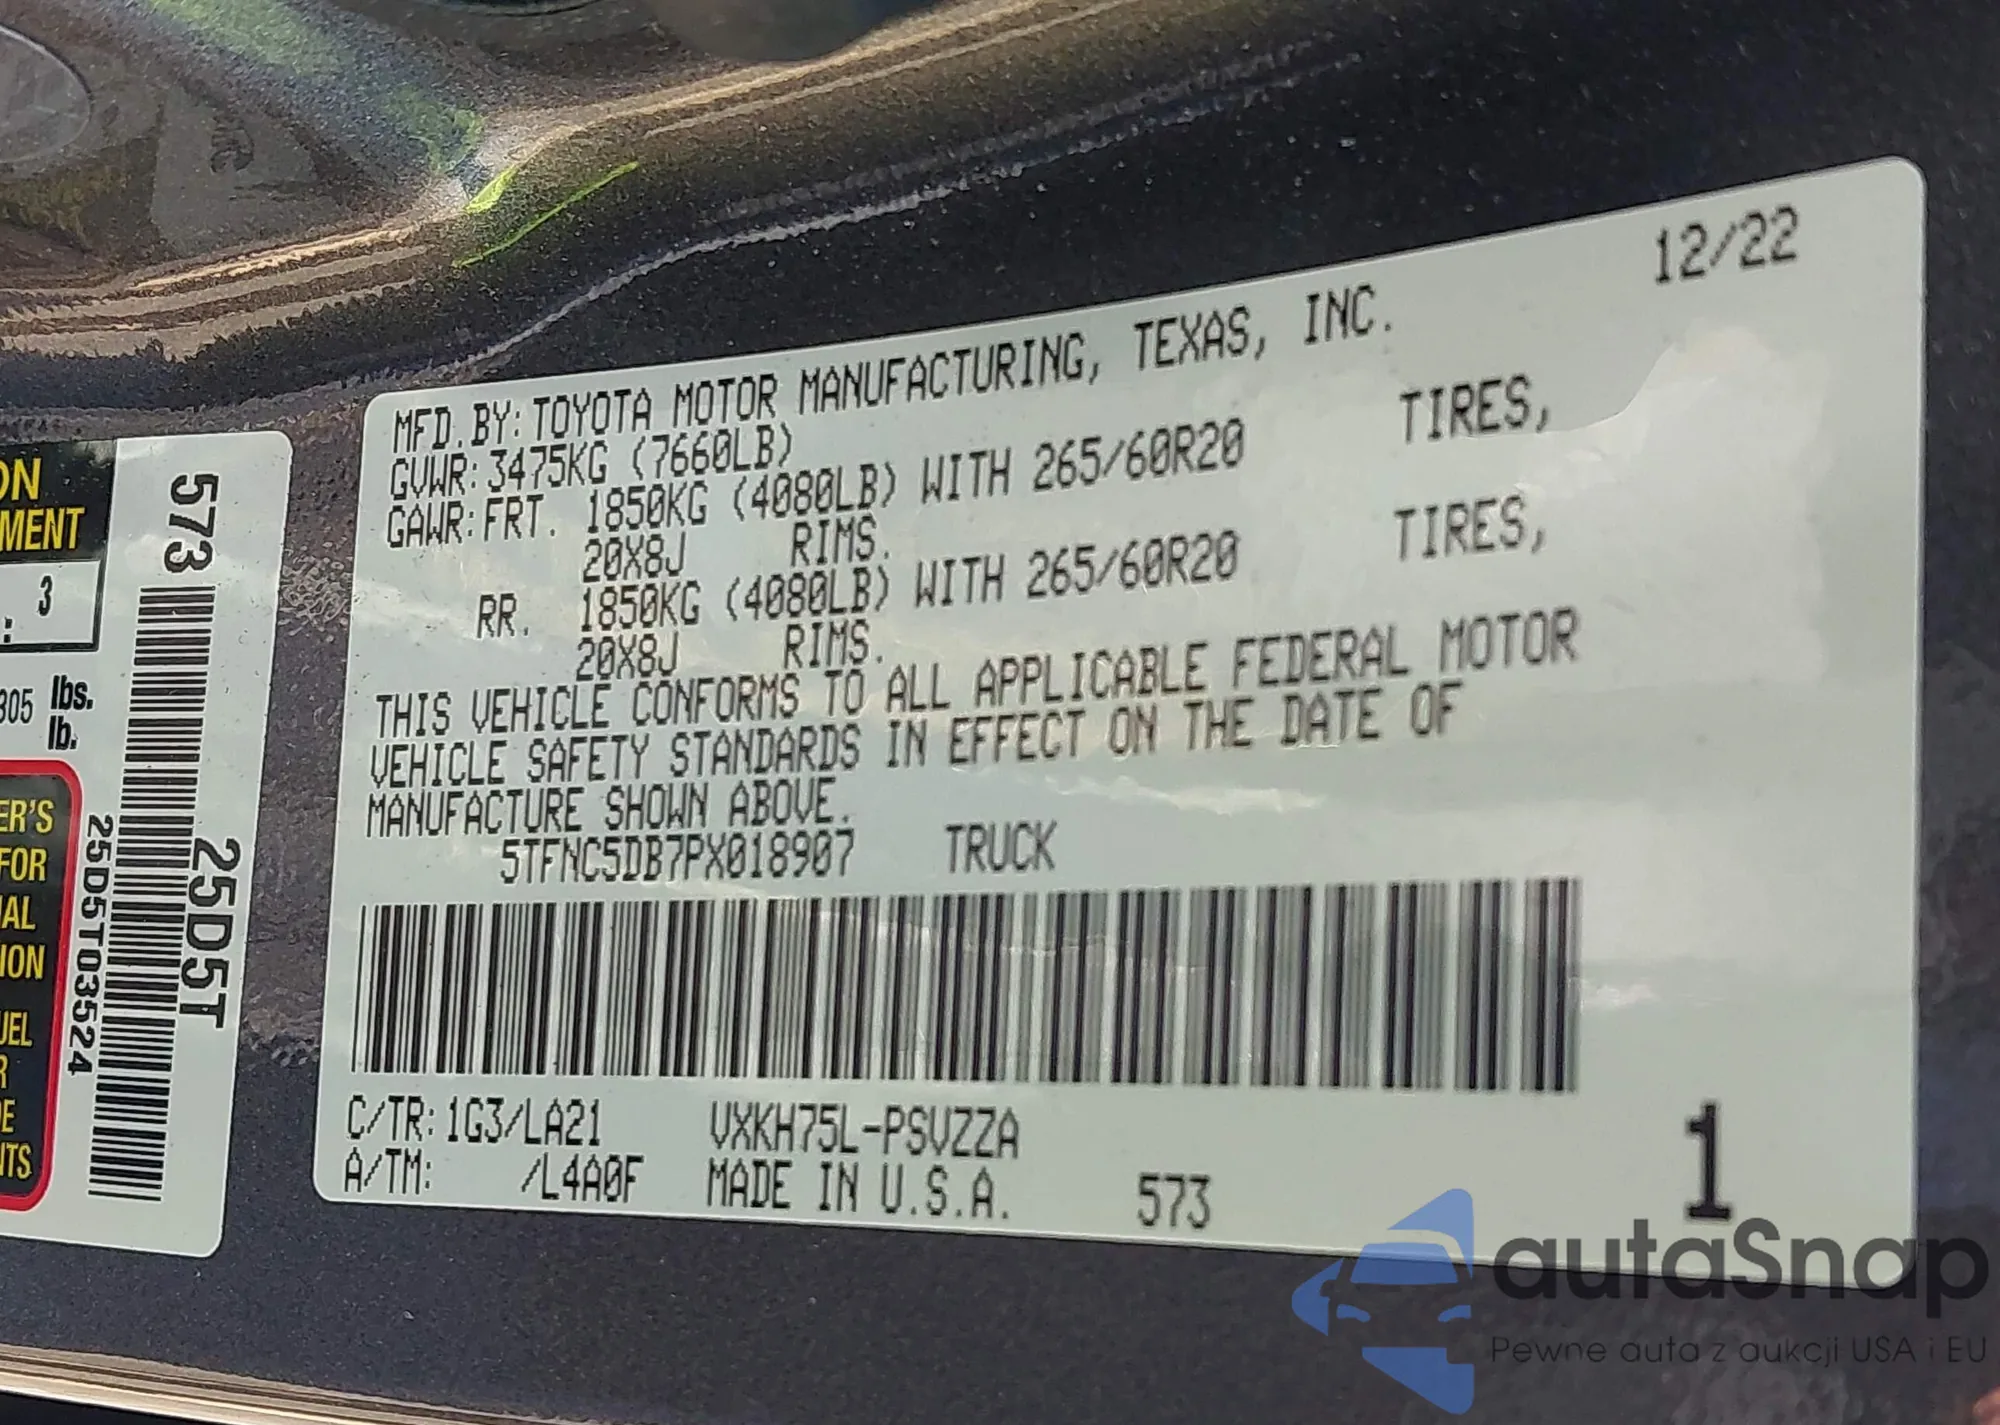 12/22
MFD.BY: TOYOTA MOTOR MANUFACTURING, TEXAS, INC.
GVWR: 3475KG (7660LB)
GAWR: FRT. 1850KG (4080LB) WITH 265/60R20 TIRES,
20X8J RIMS.
RR. 1850KG (4080LB) WITH 265/60R20 TIRES,
20X8J RIMS.
THIS VEHICLE CONFORMS TO ALL APPLICABLE FEDERAL MOTOR
VEHICLE SAFETY STANDARDS IN EFFECT ON THE DATE OF
MANUFACTURE SHOWN ABOVE.
5TFNC5DB7PX018907 TRUCK
C/TR: 1G3/LA21 VXKH75L-PSVZZA
A/TM: /L4A0F MADE IN U.S.A. 573
1
573
25D5T
25D5T03524
3
305 lbs.
lb.
FOR
autaSnap
Pewne auta z aukcji USA i EU